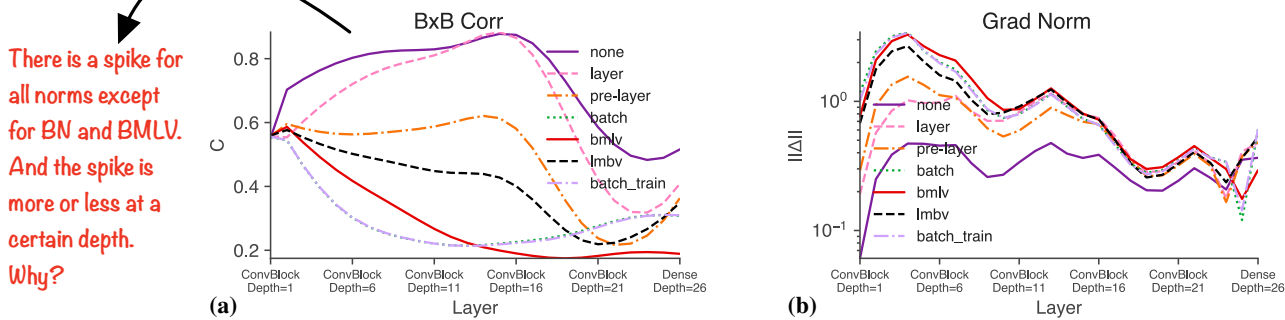 There is a spike for
all norms except
for BN and BMLV.
And the spike is
more or less at a
certain depth.
Why?
BxB Corr
C
0.8
0.6
0.4
0.2
none
layer
pre-layer
batch
bmlv
lmbv
batch_train
ConvBlock
Depth=1
ConvBlock
Depth=6
ConvBlock
Depth=11
ConvBlock
Depth=16
ConvBlock
Depth=21
Dense
Depth=26
Layer
(a)
Grad Norm
||Δ||
10⁰
10⁻¹
none
layer
pre-layer
batch
bmlv
lmbv
batch_train
ConvBlock
Depth=1
ConvBlock
Depth=6
ConvBlock
Depth=11
ConvBlock
Depth=16
ConvBlock
Depth=21
Dense
Depth=26
Layer
(b)